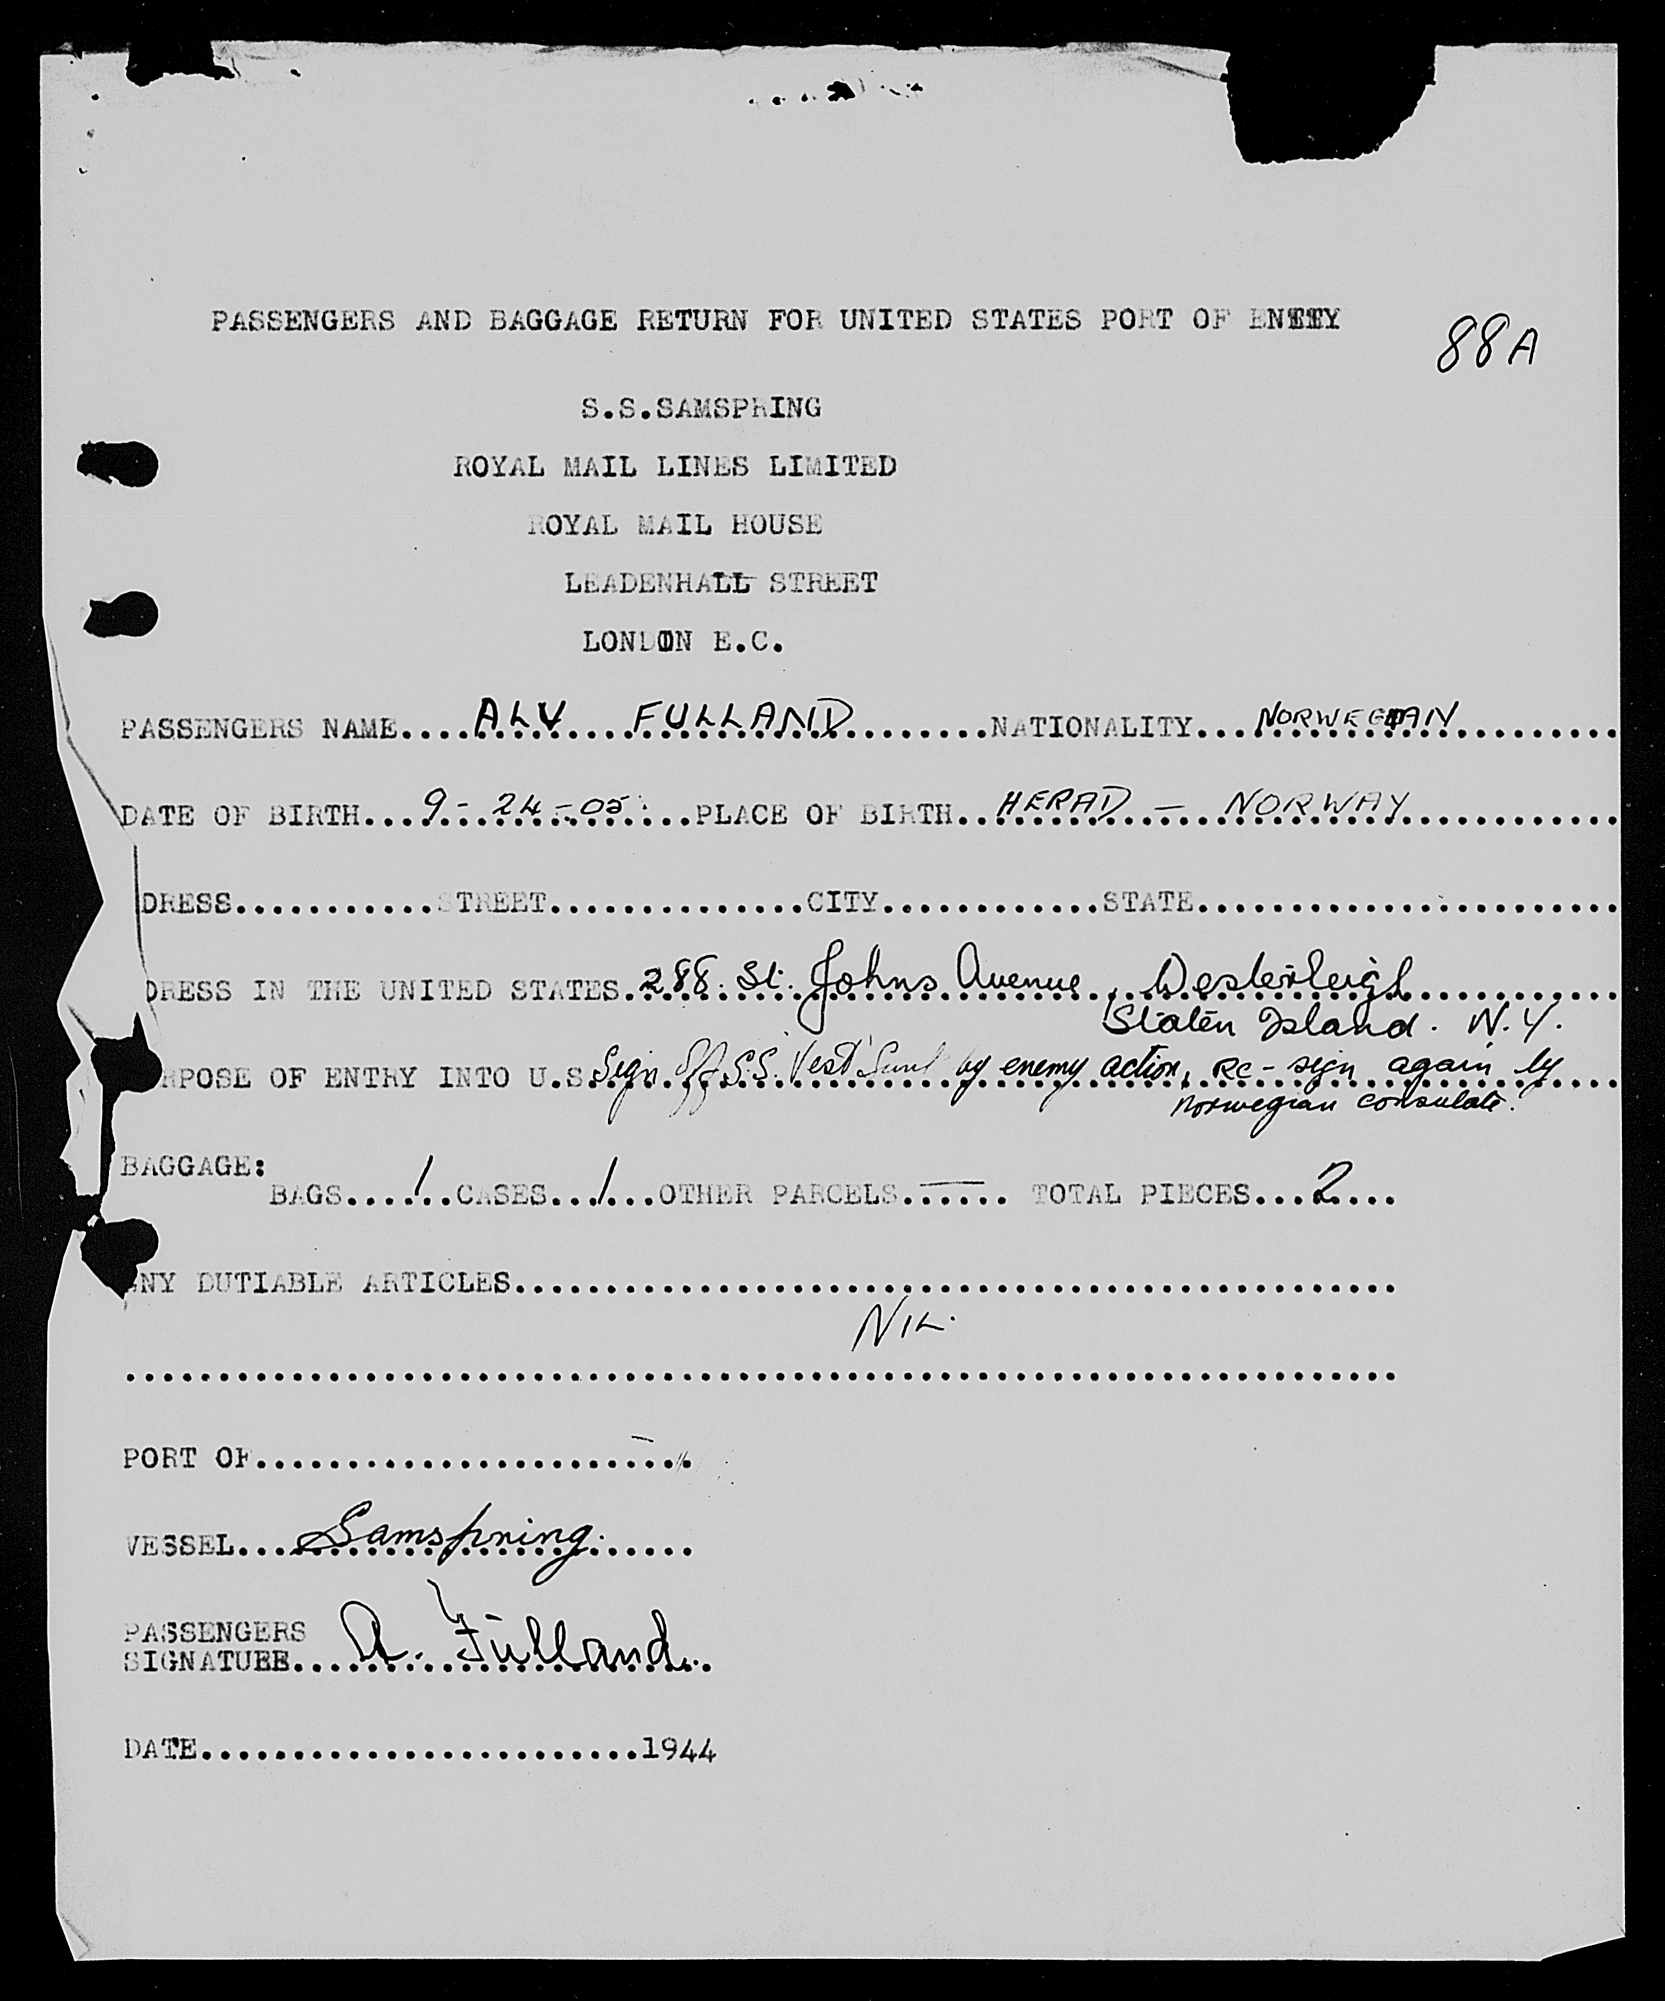 PASSENGERS AND BAGGAGE RETURN FOR UNITED STATES PORT OF
88A
S.S.SAMSPRING
ROYAL MAIL LINES LIMITED
ROYAL MAIL HOUSE
LEADENHALL STREET
LONDON E.C.
PASSENGERS NAME....ALV FULLAND........NATIONALITY...NORWEGIAN.........
DATE OF BIRTH...9-24-05...PLACE OF BIRTH..HERAD - NORWAY............
DRESS...........STREET..............CITY............STATE.......................
DRESS IN THE UNITED STATES.288. St. Johns Avenue, Westerleigh............
Staten Island. N.Y.
RPOSE OF ENTRY INTO U.S.Sign off S.S. Vest by enemy action, re-sign again by
norwegian consulate.
BAGGAGE:
BAGS....1..CASES...1...OTHER PARCELS.—..... TOTAL PIECES...2....
NY DUTIABLE ARTICLES................................................
NIL.
......................................................................
PORT OF........................
VESSEL...Samspring......
PASSENGERS
SIGNATURE...A. Fulland..
DATE........................1944